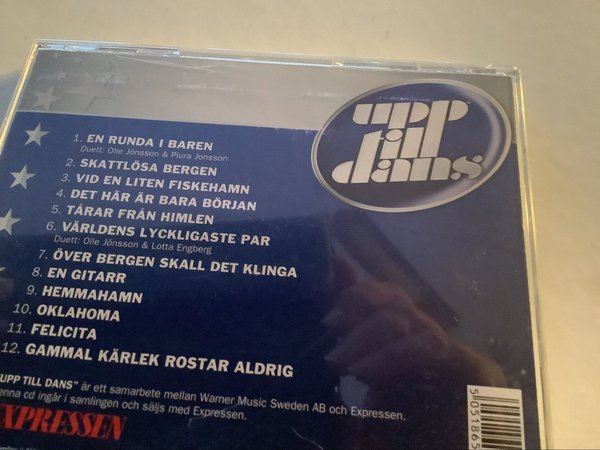 upp
till
dans
1. EN RUNDA I BAREN
Duett: Olle Jönsson & Plura Jonsson
2. SKATTLÖSA BERGEN
3. VID EN LITEN FISKEHAMN
4. DET HÄR ÄR BARA BÖRJAN
5. TÅRAR FRÅN HIMLEN
6. VÄRLDENS LYCKLIGASTE PAR
Duett: Olle Jönsson & Lotta Engberg
7. ÖVER BERGEN SKALL DET KLINGA
8. EN GITARR
9. HEMMAHAMN
10. OKLAHOMA
11. FELICITA
12. GAMMAL KÄRLEK ROSTAR ALDRIG
"UPP TILL DANS" är ett samarbete mellan Warner Music Sweden AB och Expressen.
enna cd ingår i samlingen och säljs med Expressen.
EXPRESSEN
5 051865